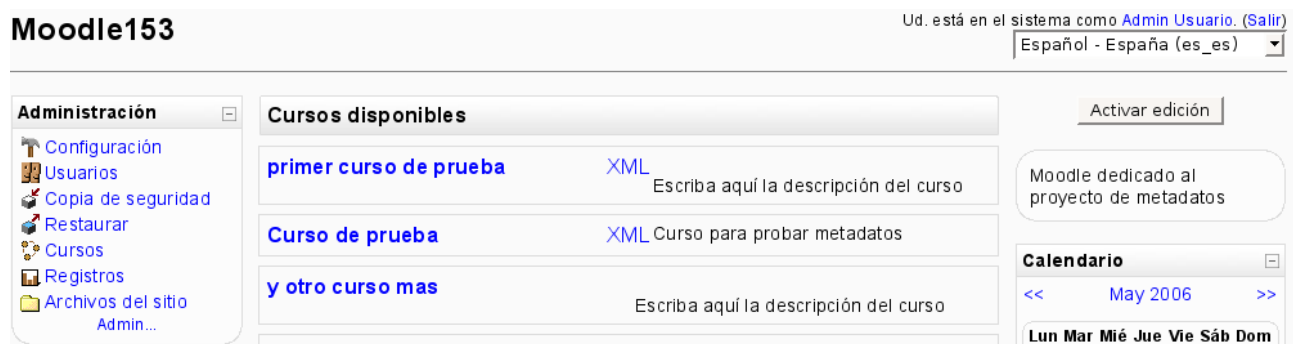 Moodle153
Ud. está en el sistema como Admin Usuario. (Salir)
Español - España (es_es)
Administración
Configuración
Usuarios
Copia de seguridad
Restaurar
Cursos
Registros
Archivos del sitio
Admin...
Cursos disponibles
primer curso de prueba XML
Escriba aquí la descripción del curso
Curso de prueba XML Curso para probar metadatos
y otro curso mas
Escriba aquí la descripción del curso
Activar edición
Moodle dedicado al
proyecto de metadatos
Calendario
<< May 2006 >>
Lun Mar Mié Jue Vie Sáb Dom